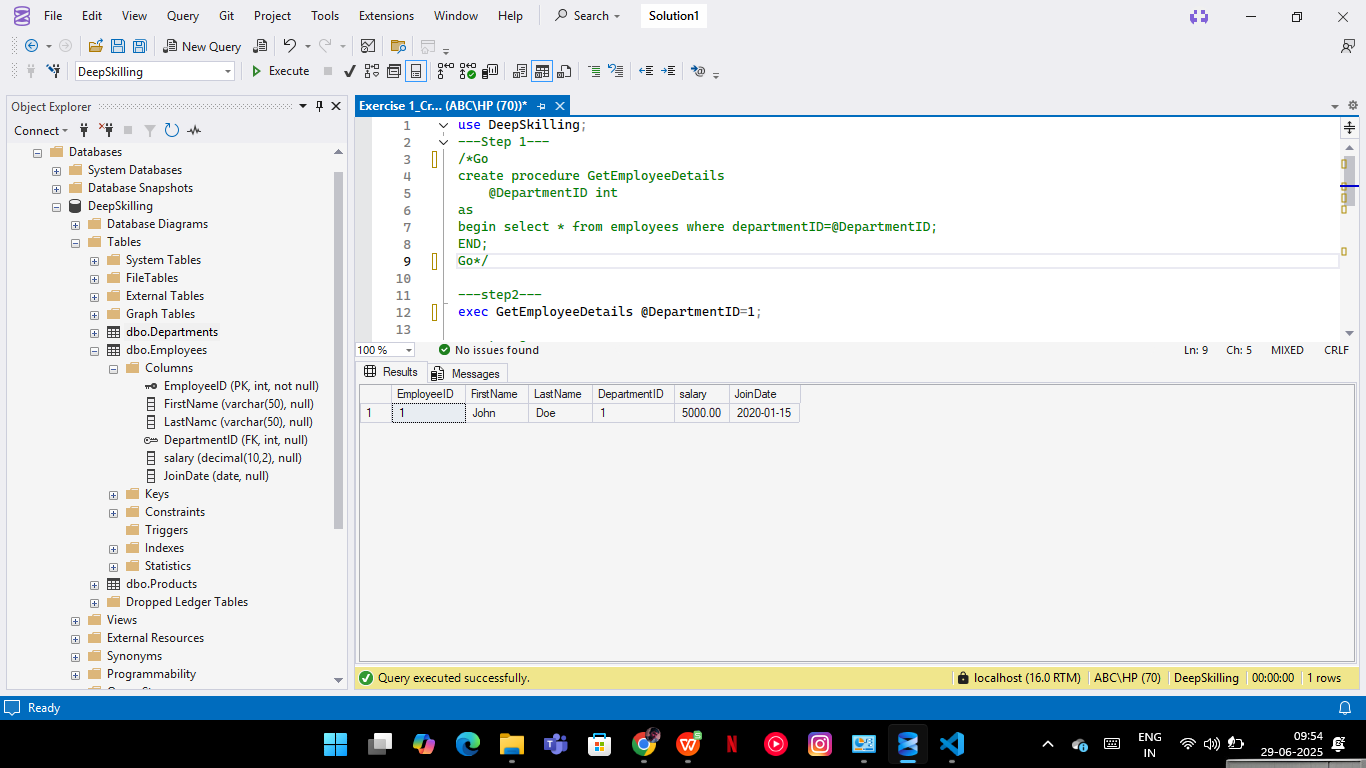 File Edit View Query Git Project Tools Extensions Window Help Search Solution1
New Query
DeepSkilling Execute
Object Explorer
Connect
Databases
System Databases
Database Snapshots
DeepSkilling
Database Diagrams
Tables
System Tables
FileTables
External Tables
Graph Tables
dbo.Departments
dbo.Employees
Columns
EmployeeID (PK, int, not null)
FirstName (varchar(50), null)
LastNamc (varchar(50), null)
DepartmentID (FK, int, null)
salary (decimal(10,2), null)
JoinDate (date, null)
Keys
Constraints
Triggers
Indexes
Statistics
dbo.Products
Dropped Ledger Tables
Views
External Resources
Synonyms
Programmability
Exercise 1_Cr... (ABC\HP (70))*
1 use DeepSkilling;
2 ---Step 1---
3 /*Go
4 create procedure GetEmployeeDetails
5 @DepartmentID int
6 as
7 begin select * from employees where departmentID=@DepartmentID;
8 END;
9 Go*/
10
11 ---step2---
12 exec GetEmployeeDetails @DepartmentID=1;
13
100 % No issues found Ln: 9 Ch: 5 MIXED CRLF
Results Messages
EmployeeID FirstName LastName DepartmentID salary JoinDate
1 1 John Doe 1 5000.00 2020-01-15
Query executed successfully. localhost (16.0 RTM) ABC\HP (70) DeepSkilling 00:00:00 1 rows
Ready
ENG
IN
09:54
29-06-2025